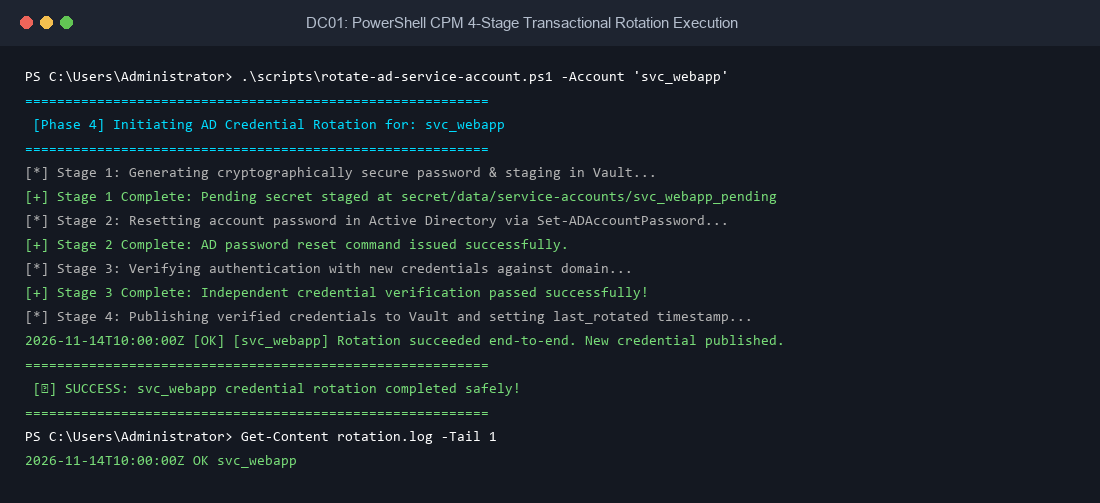 DC01: PowerShell CPM 4-Stage Transactional Rotation Execution
PS C:\Users\Administrator> .\scripts\rotate-ad-service-account.ps1 -Account 'svc_webapp'
==========================================================
[Phase 4] Initiating AD Credential Rotation for: svc_webapp
==========================================================
[*] Stage 1: Generating cryptographically secure password & staging in Vault...
[+] Stage 1 Complete: Pending secret staged at secret/data/service-accounts/svc_webapp_pending
[*] Stage 2: Resetting account password in Active Directory via Set-ADAccountPassword...
[+] Stage 2 Complete: AD password reset command issued successfully.
[*] Stage 3: Verifying authentication with new credentials against domain...
[+] Stage 3 Complete: Independent credential verification passed successfully!
[*] Stage 4: Publishing verified credentials to Vault and setting last_rotated timestamp...
2026-11-14T10:00:00Z [OK] [svc_webapp] Rotation succeeded end-to-end. New credential published.
==========================================================
[] SUCCESS: svc_webapp credential rotation completed safely!
==========================================================
PS C:\Users\Administrator> Get-Content rotation.log -Tail 1
2026-11-14T10:00:00Z OK svc_webapp